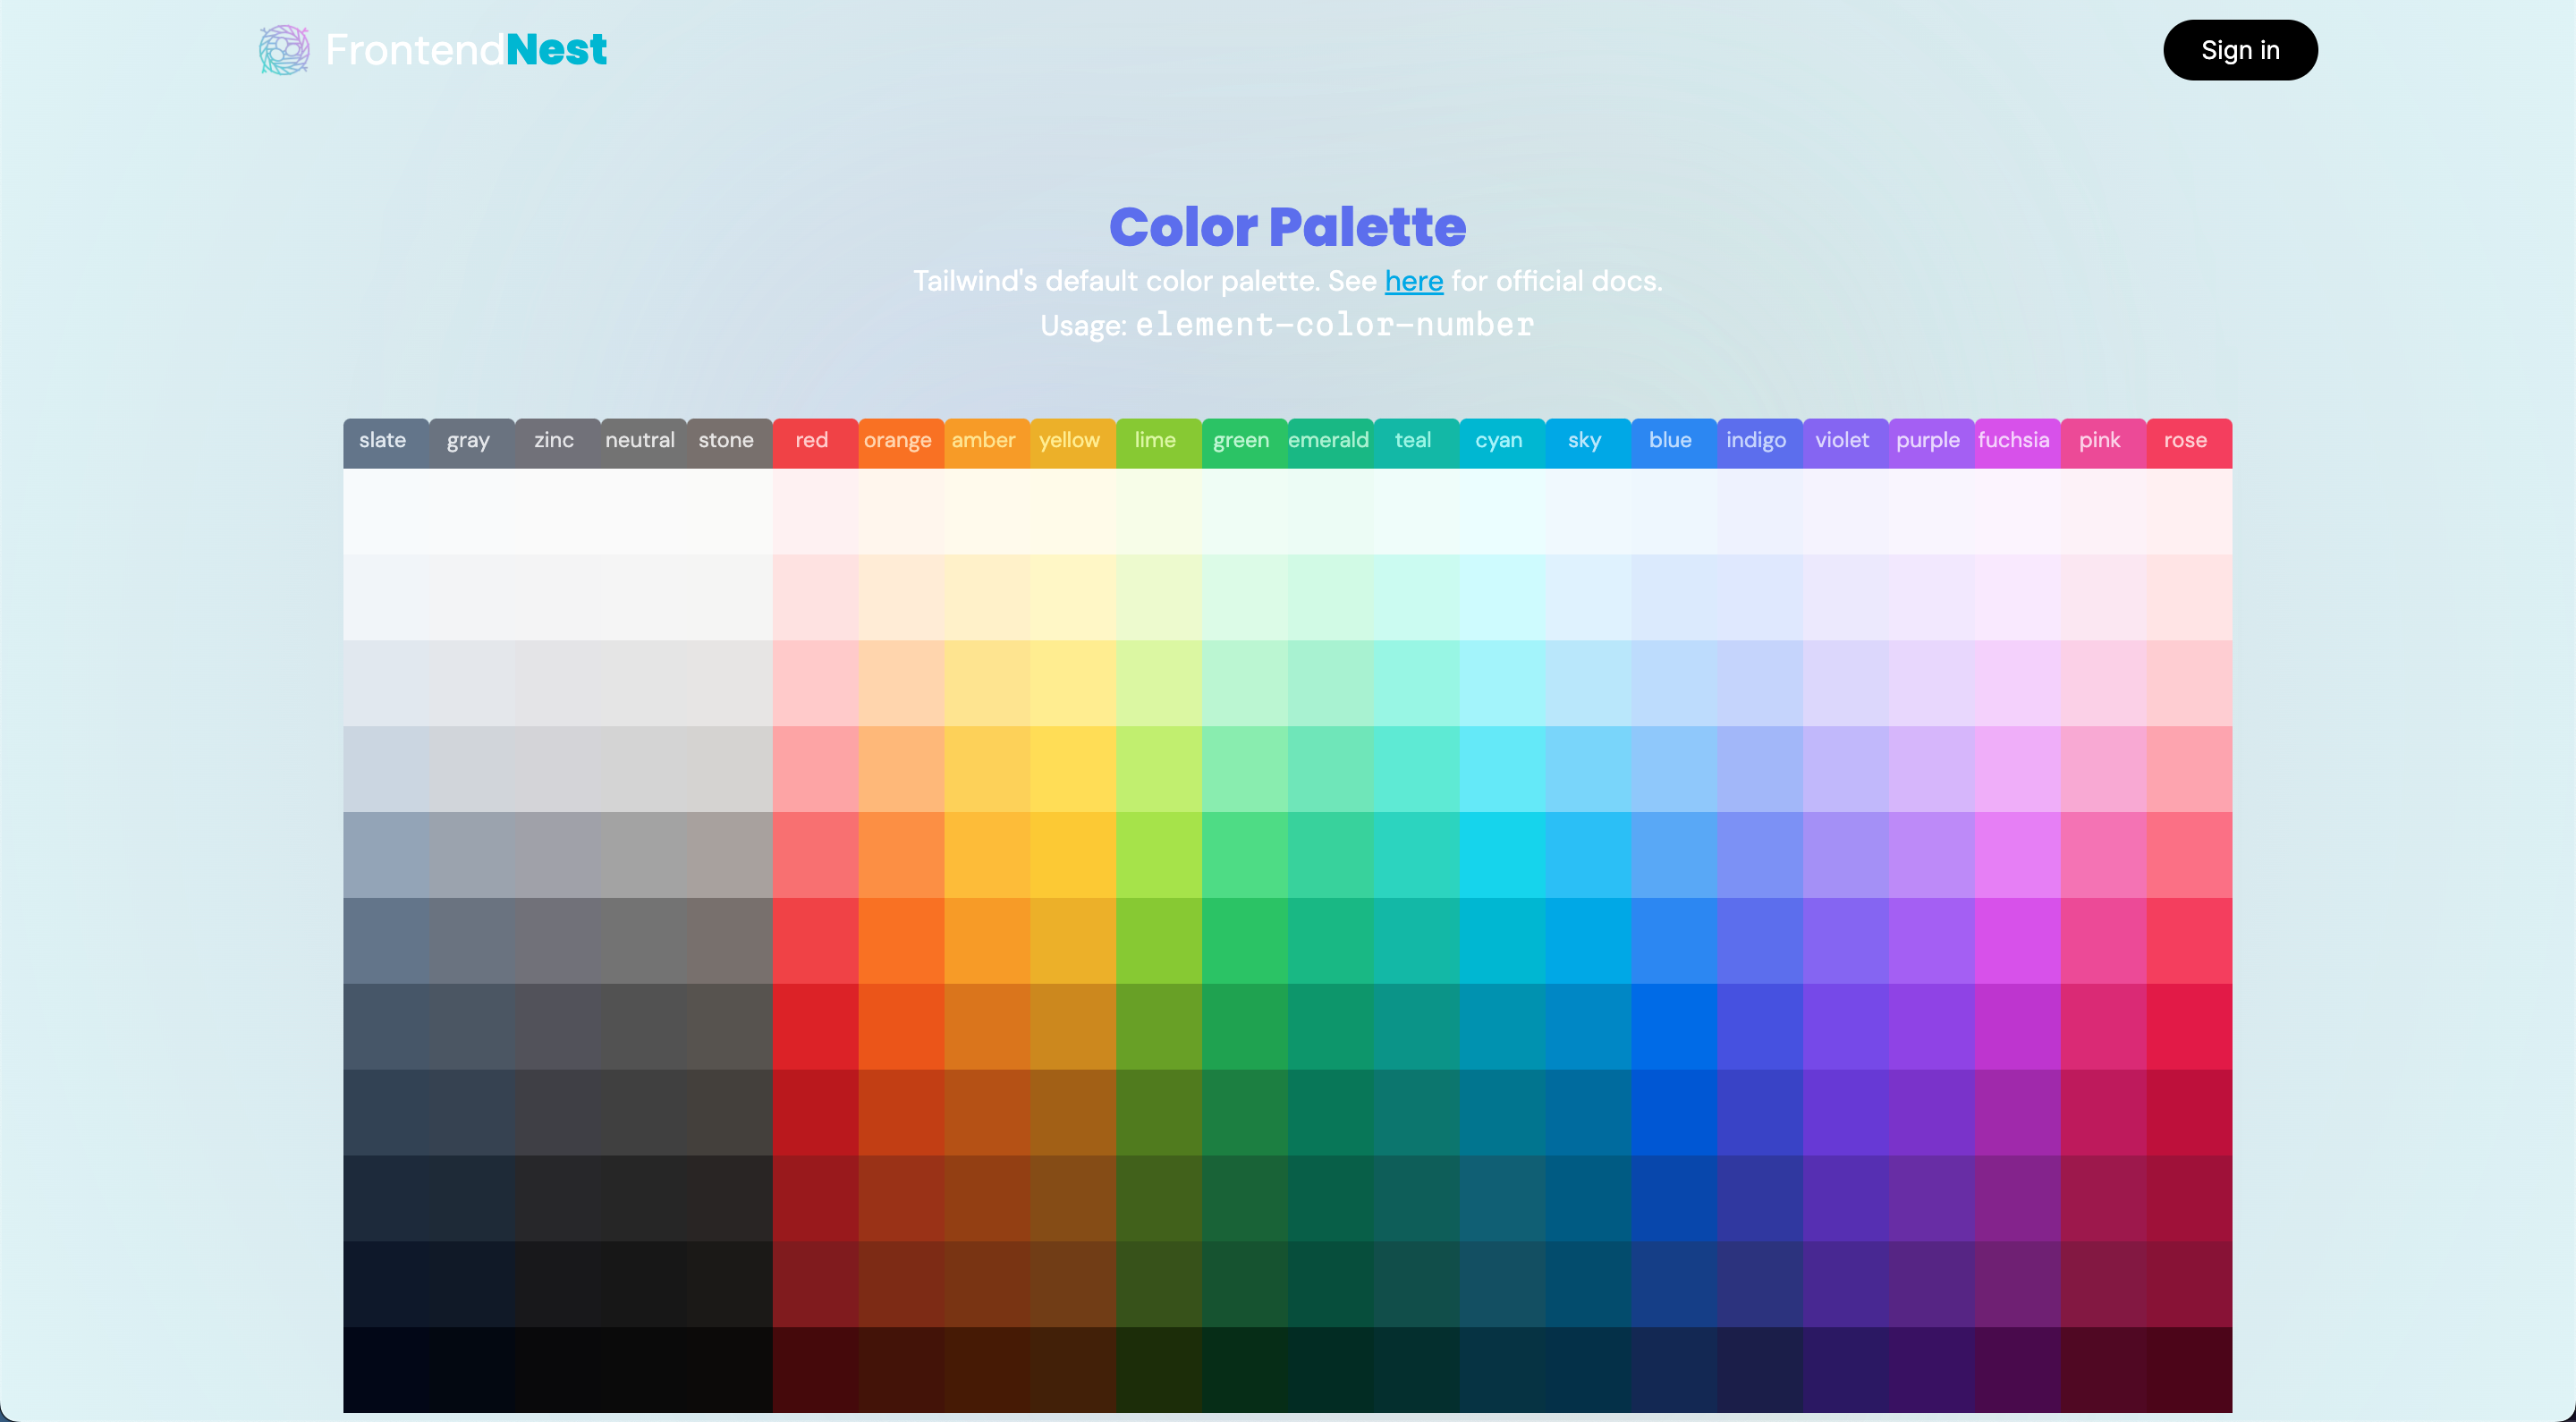 FrontendNest
Sign in
Color Palette
Tailwind's default color palette. See here for official docs.
Usage: element-color-number
slate gray zinc neutral stone red orange amber yellow lime green emerald teal cyan sky blue indigo violet purple fuchsia pink rose